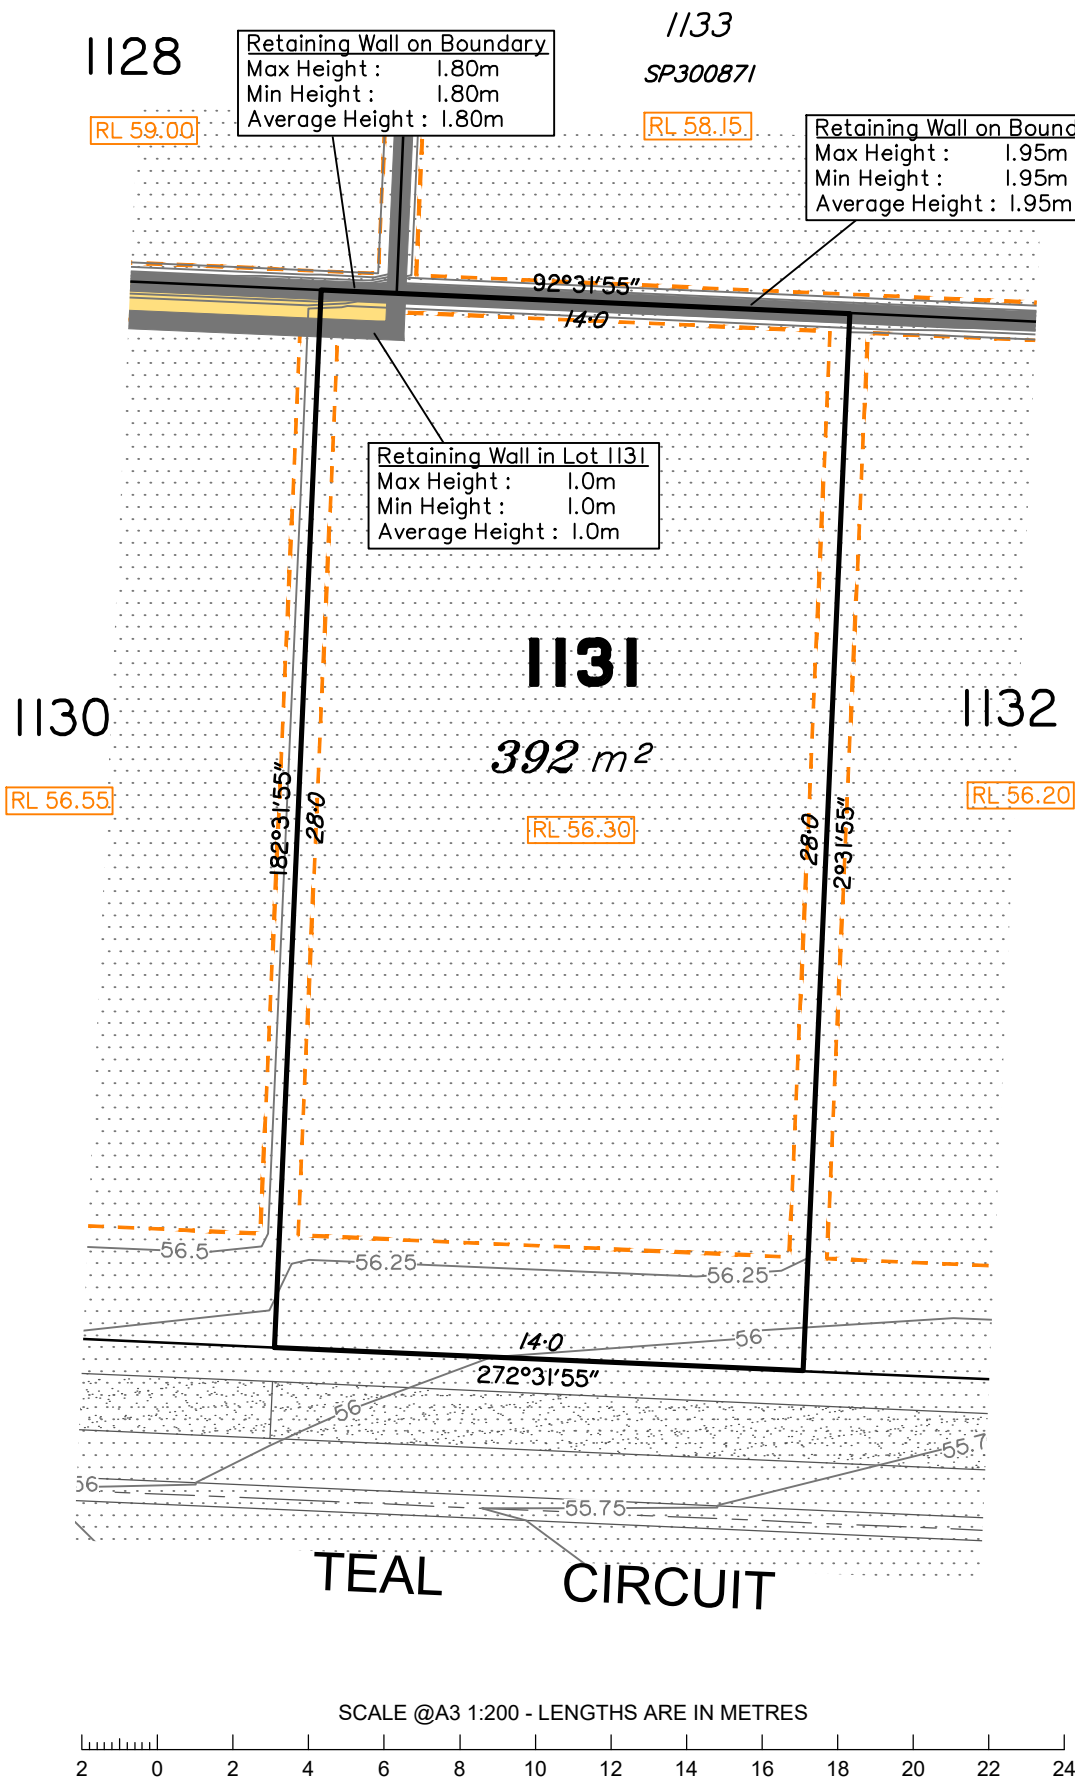 1128
1133
SP300871
Retaining Wall on Boundary
Max Height : 1.80m
Min Height : 1.80m
Average Height : 1.80m
RL 59.00
RL 58.15
Retaining Wall on Bound
Max Height : 1.95m
Min Height : 1.95m
Average Height : 1.95m
92°31'55"
14·0
Retaining Wall in Lot 1131
Max Height : 1.0m
Min Height : 1.0m
Average Height : 1.0m
1131
392 m²
RL 56.30
1130
RL 56.55
1132
RL 56.20
182°31'55"
28·0
28·0
2°31'55"
56.5
56.25
56.25
56
14·0
272°31'55"
56
56
55.7
55.75
TEAL CIRCUIT
SCALE @A3 1:200 - LENGTHS ARE IN METRES
2 0 2 4 6 8 10 12 14 16 18 20 22 24